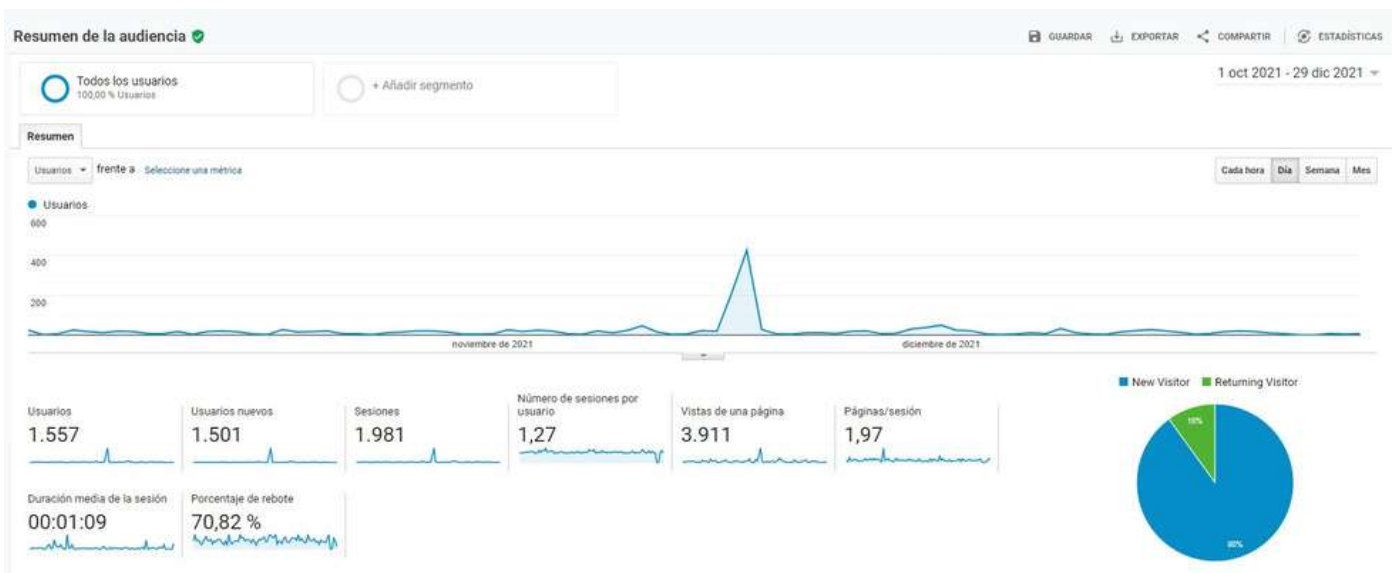 Resumen de la audiencia
GUARDAR EXPORTAR COMPARTIR ESTADÍSTICAS
Todos los usuarios
100,00 % Usuarios
+ Añadir segmento
1 oct 2021 - 29 dic 2021
Resumen
Usuarios frente a Seleccione una métrica
Cada hora Día Semana Mes
Usuarios
600
400
200
noviembre de 2021 diciembre de 2021
New Visitor Returning Visitor
Usuarios
1.557
Usuarios nuevos
1.501
Sesiones
1.981
Número de sesiones por
usuario
1,27
Vistas de una página
3.911
Páginas/sesión
1,97
Duración media de la sesión
00:01:09
Porcentaje de rebote
70,82 %
10%